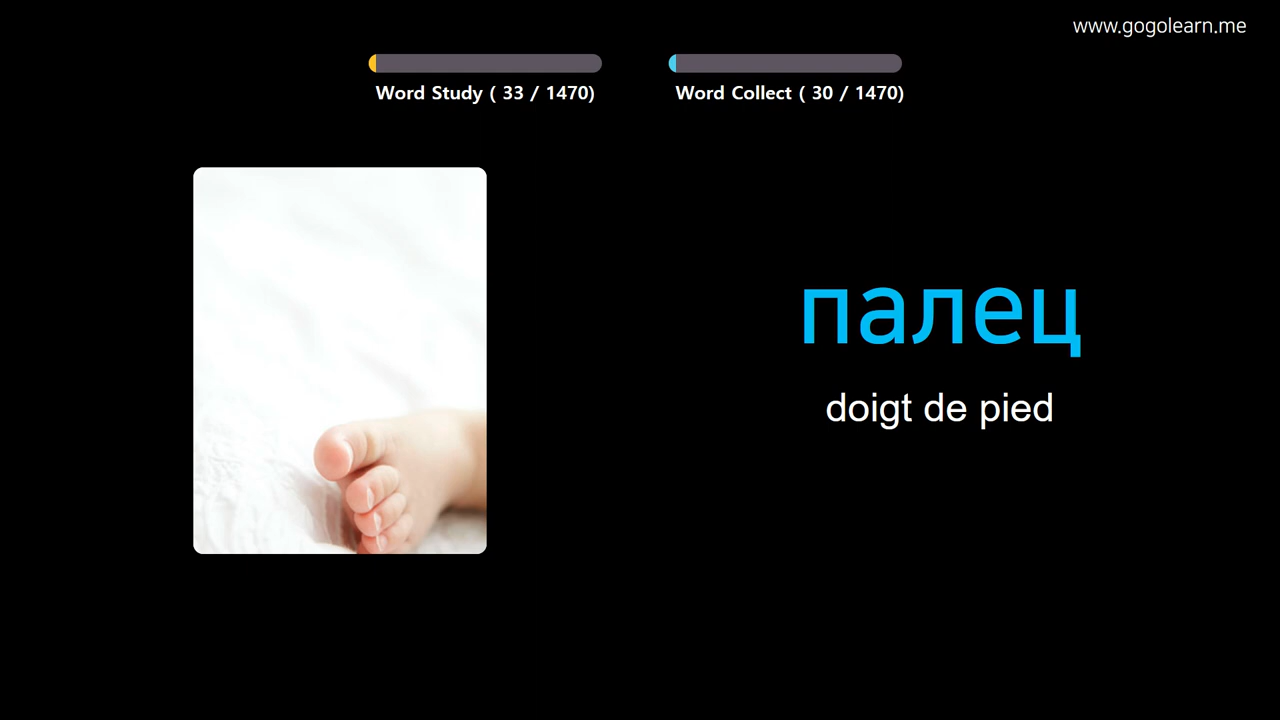 www.gogolearn.me
Word Study ( 33 / 1470)
Word Collect ( 30 / 1470)
палец
doigt de pied